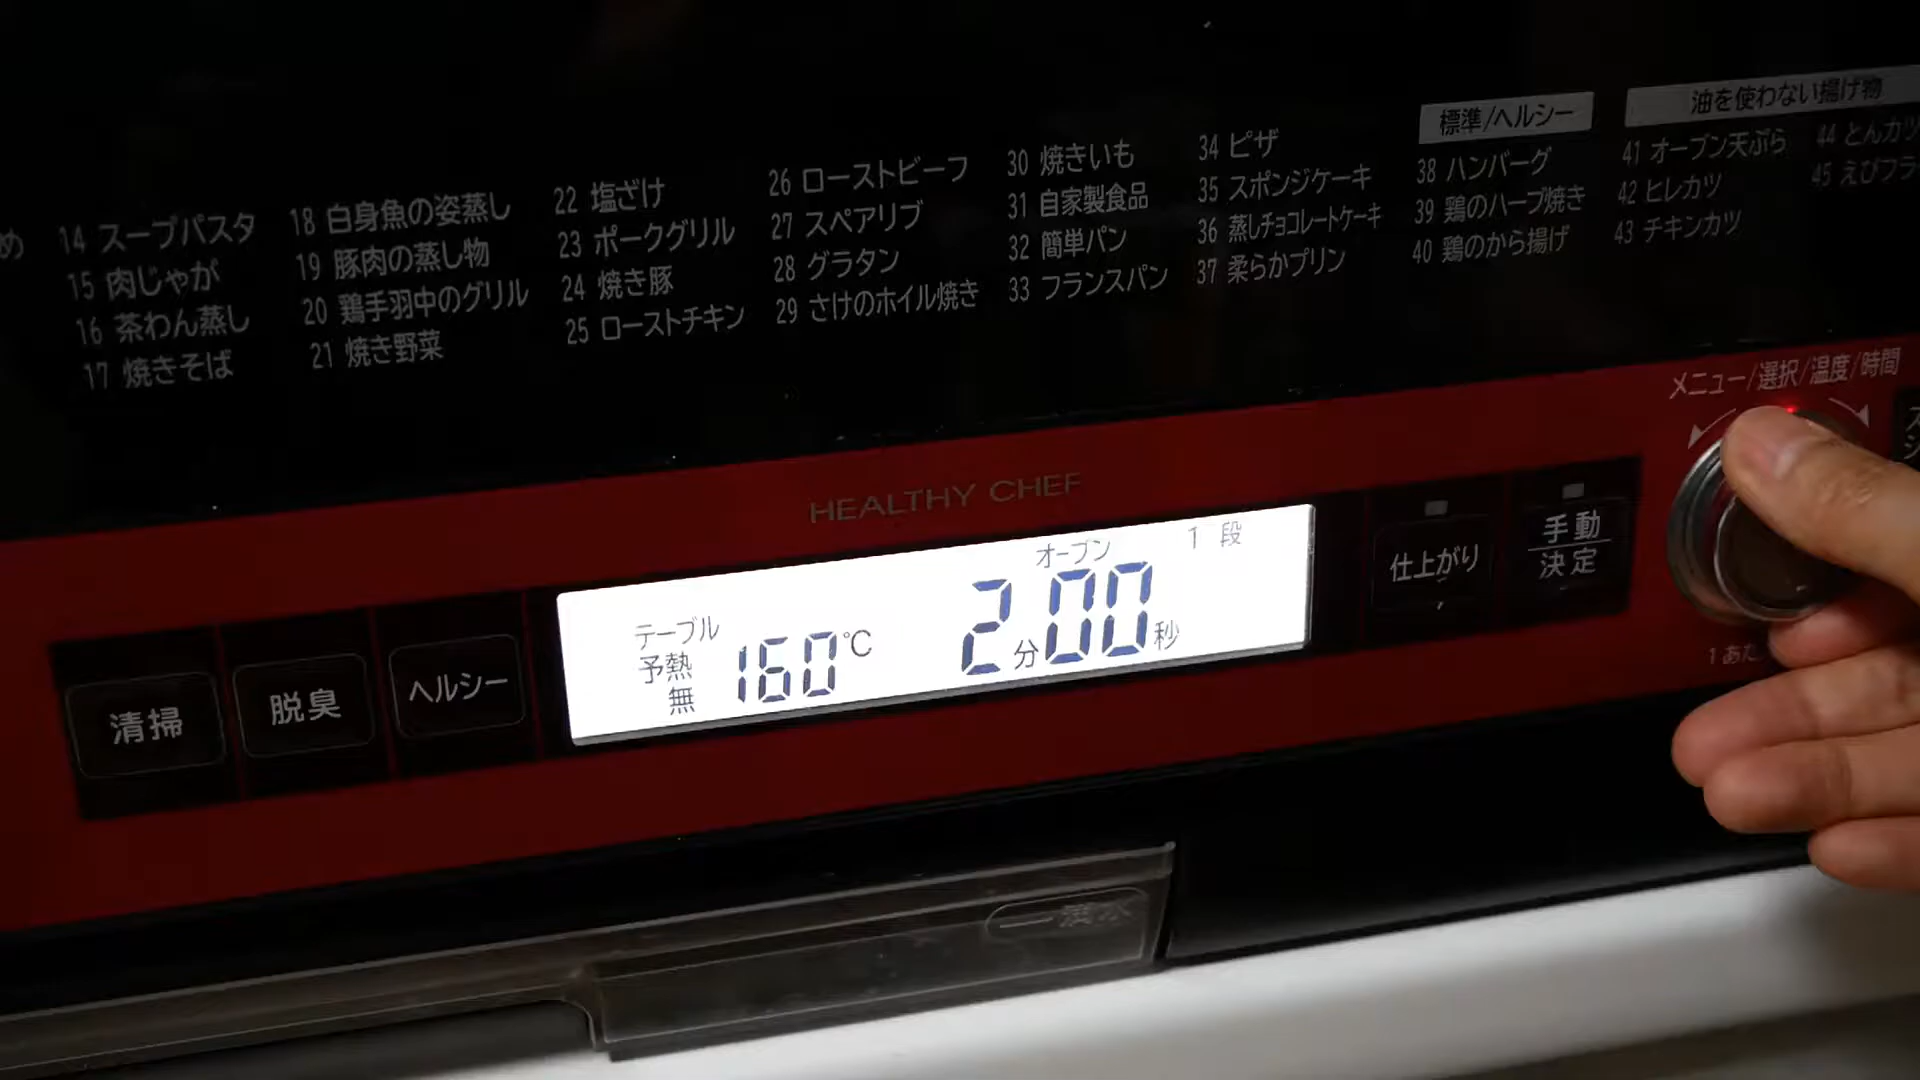 め
14 スープパスタ
15 肉じゃが
16 茶わん蒸し
17 焼きそば
18 白身魚の姿蒸し
19 豚肉の蒸し物
20 鶏手羽中のグリル
21 焼き野菜
22 塩ざけ
23 ポークグリル
24 焼き豚
25 ローストチキン
26 ローストビーフ
27 スペアリブ
28 グラタン
29 さけのホイル焼き
30 焼きいも
31 自家製食品
32 簡単パン
33 フランスパン
34 ピザ
35 スポンジケーキ
36 蒸しチョコレートケーキ
37 柔らかプリン
標準/ヘルシー
38 ハンバーグ
39 鶏のハーブ焼き
40 鶏のから揚げ
油を使わない揚げ物
41 オーブン天ぷら
42 ヒレカツ
43 チキンカツ
44 とんカツ
45 えびフラ
メニュー/選択/温度/時間
HEALTHY CHEF
オーブン
1 段
テーブル
予熱
無
160℃
2分00秒
清掃
脱臭
ヘルシー
仕上がり
手動
決定
1 あた